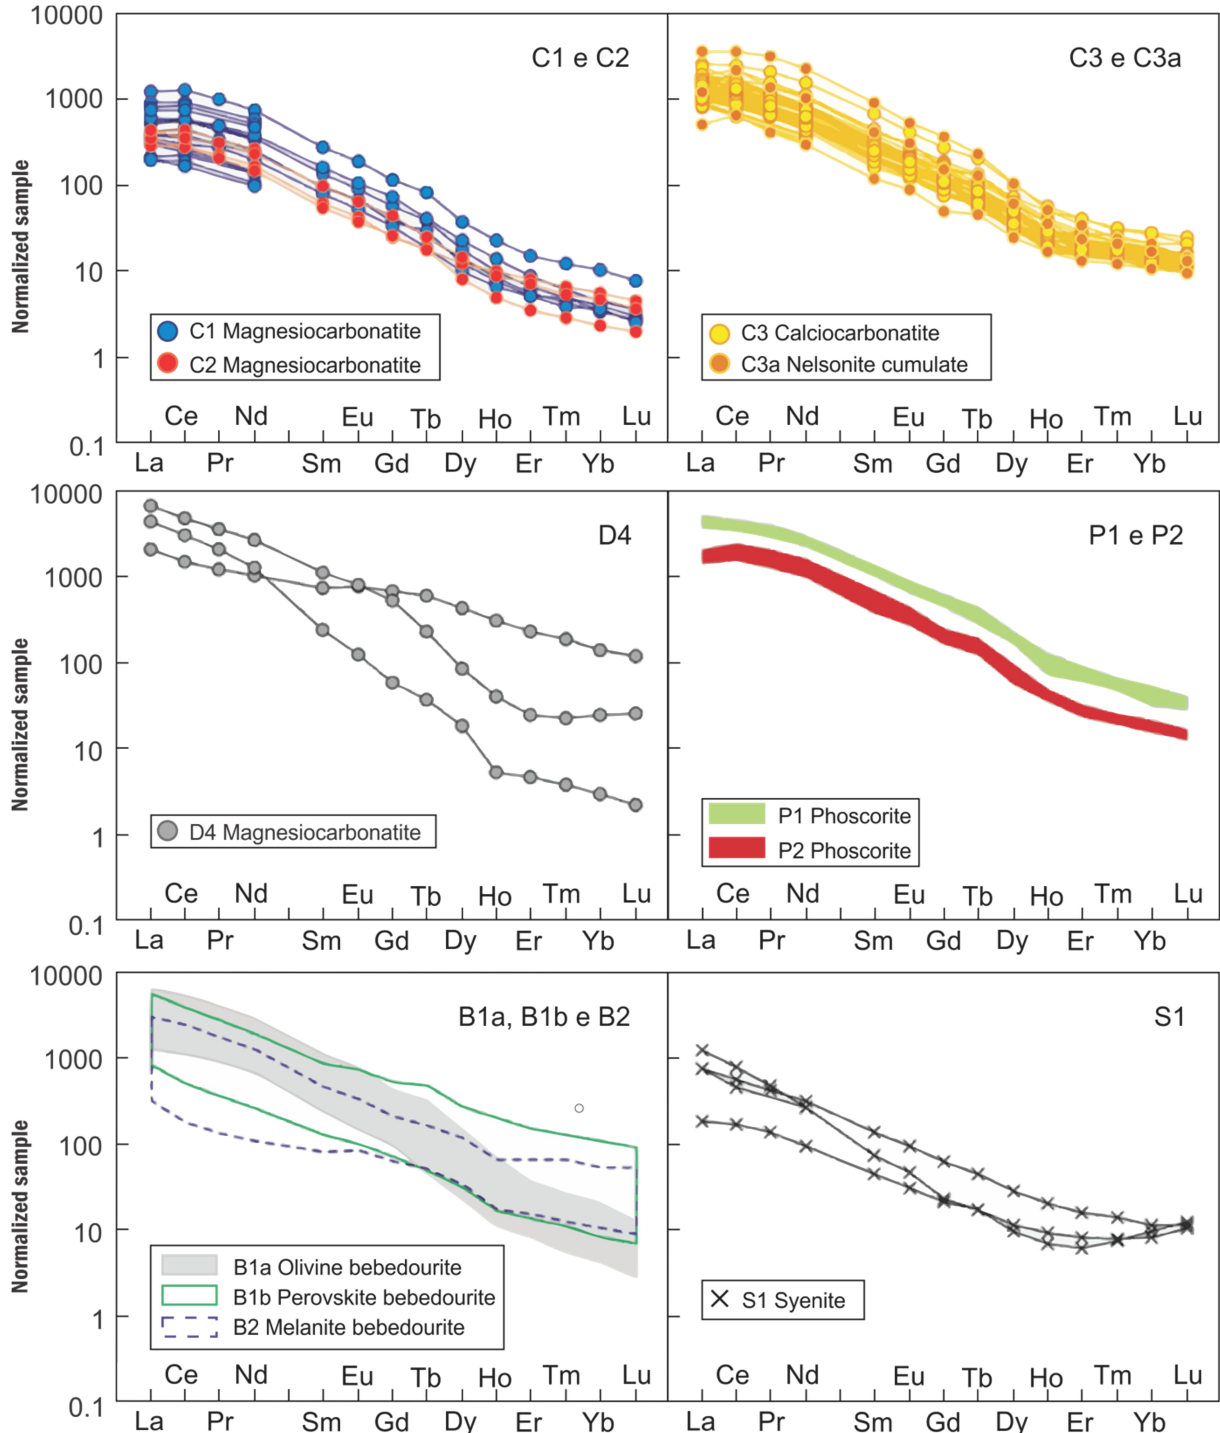 10000
1000
100
10
1
0.1
Normalized sample
C1 e C2
C1 Magnesiocarbonatite
C2 Magnesiocarbonatite
Ce Nd Eu Tb Ho Tm Lu
La Pr Sm Gd Dy Er Yb
C3 e C3a
C3 Calciocarbonatite
C3a Nelsonite cumulate
Ce Nd Eu Tb Ho Tm Lu
La Pr Sm Gd Dy Er Yb
10000
1000
100
10
1
0.1
Normalized sample
D4
D4 Magnesiocarbonatite
Ce Nd Eu Tb Ho Tm Lu
La Pr Sm Gd Dy Er Yb
P1 e P2
P1 Phoscorite
P2 Phoscorite
Ce Nd Eu Tb Ho Tm Lu
La Pr Sm Gd Dy Er Yb
10000
1000
100
10
1
0.1
Normalized sample
B1a, B1b e B2
B1a Olivine bebedourite
B1b Perovskite bebedourite
B2 Melanite bebedourite
Ce Nd Eu Tb Ho Tm Lu
La Pr Sm Gd Dy Er Yb
S1
S1 Syenite
Ce Nd Eu Tb Ho Tm Lu
La Pr Sm Gd Dy Er Yb